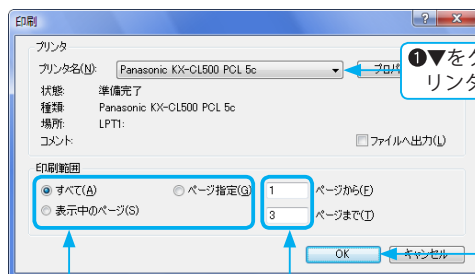 印刷
プリンタ
プリンタ名(N): Panasonic KX-CL500 PCL 5c
❶▼をク
リンタ
状態: 準備完了
種類: Panasonic KX-CL500 PCL 5c
場所: LPT1:
コメント: ファイルへ出力(L)
印刷範囲
すべて(A) ページ指定(G) 1 ページから(F)
表示中のページ(S) 3 ページまで(T)
OK キャンセル